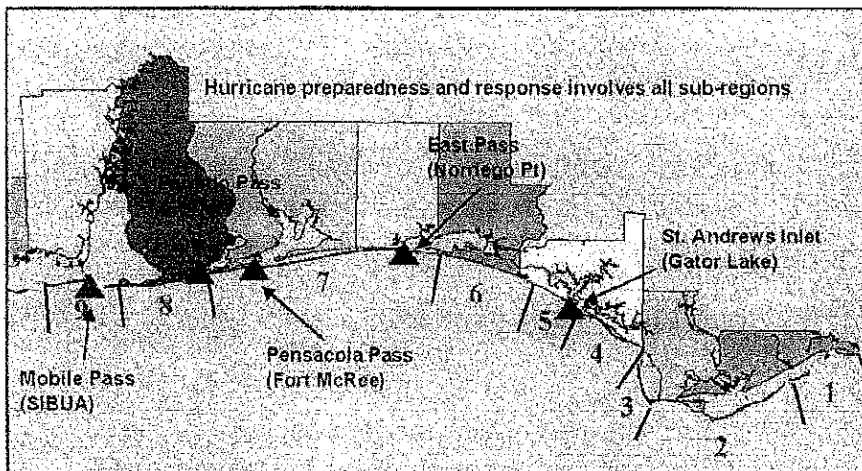 Hurricane preparedness and response involves all sub-regions
East Pass
(Norriego Pt)
Pass
St. Andrews Inlet
(Gator Lake)
9
8
7
6
5
4
3
2
1
Pensacola Pass
(Fort McRee)
Mobile Pass
(SIBUA)